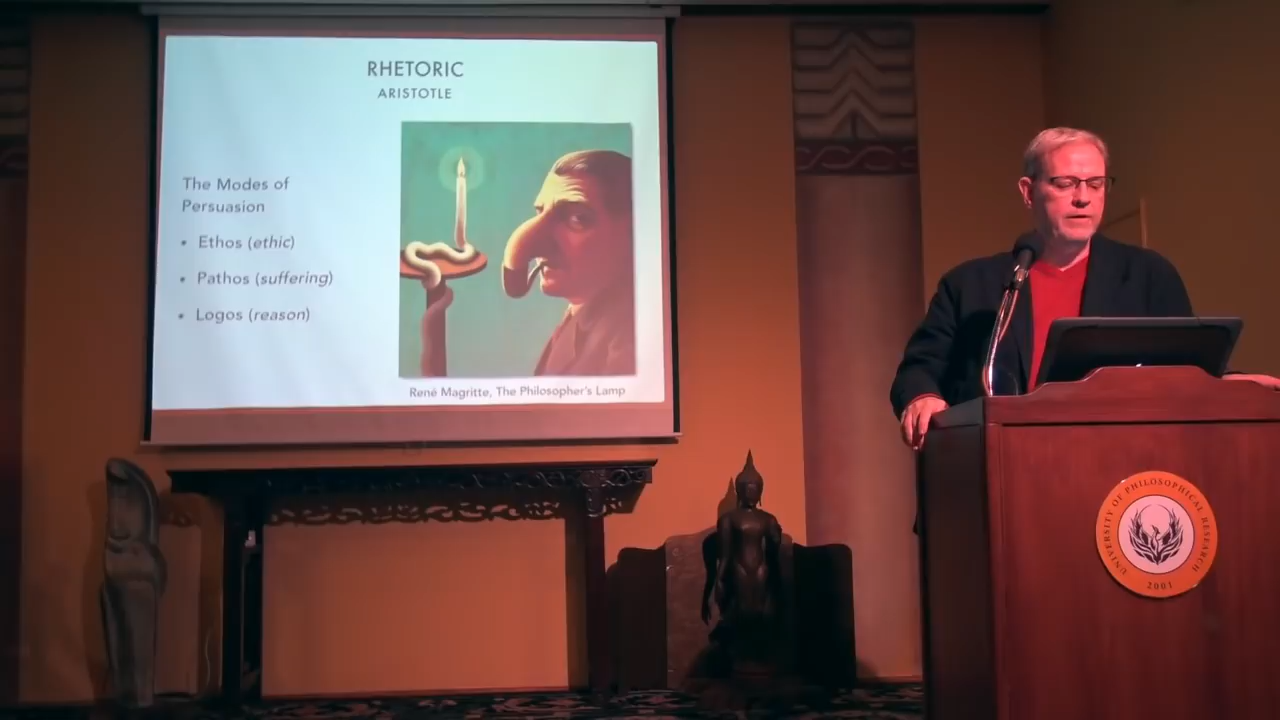 RHETORIC
ARISTOTLE
The Modes of
Persuasion
• Ethos (ethic)
• Pathos (suffering)
• Logos (reason)
René Magritte, The Philosopher's Lamp
UNIVERSITY OF PHILOSOPHICAL RESEARCH
2001